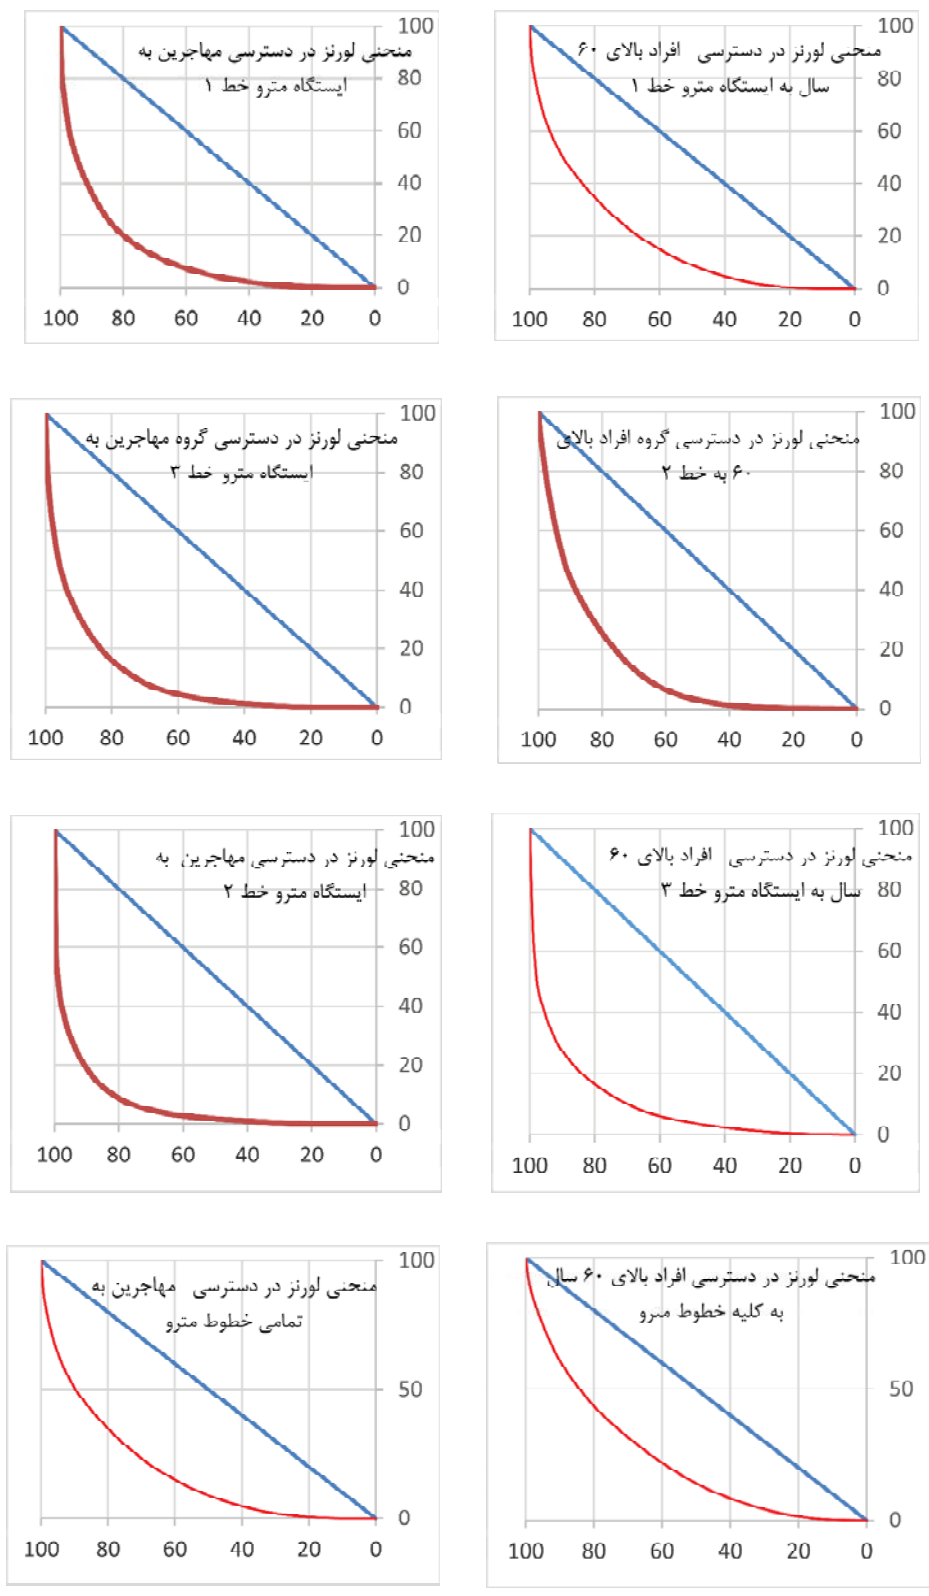 100
منحنی لورنز در دسترسی افراد بالای ۶۰
80
سال به ایستگاه مترو خط ۱
60
40
20
0
100 80 60 40 20 0
100
منحنی لورنز در دسترسی مهاجرین به
80
ایستگاه مترو خط ۱
60
40
20
0
100 80 60 40 20 0
100
منحنی لورنز در دسترسی گروه افراد بالای
80
۶۰ به خط ۲
60
40
20
0
100 80 60 40 20 0
100
منحنی لورنز در دسترسی گروه مهاجرین به
80
ایستگاه مترو خط ۳
60
40
20
0
100 80 60 40 20 0
100
منحنی لورنز در دسترسی افراد بالای ۶۰
80
سال به ایستگاه مترو خط ۳
60
40
20
0
100 80 60 40 20 0
100
منحنی لورنز در دسترسی مهاجرین به
80
ایستگاه مترو خط ۲
60
40
20
0
100 80 60 40 20 0
100
منحنی لورنز در دسترسی افراد بالای ۶۰ سال
به کلیه خطوط مترو
50
0
100 80 60 40 20 0
100
منحنی لورنز در دسترسی مهاجرین به
تمامی خطوط مترو
50
0
100 80 60 40 20 0